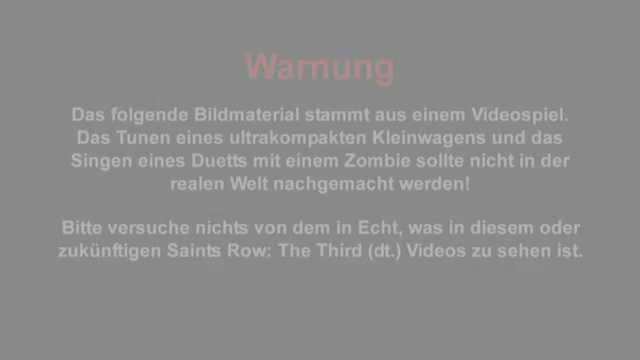 Warnung
Das folgende Bildmaterial stammt aus einem Videospiel.
Das Tunen eines ultrakompakten Kleinwagens und das
Singen eines Duetts mit einem Zombie sollte nicht in der
realen Welt nachgemacht werden!
Bitte versuche nichts von dem in Echt, was in diesem oder
zukünftigen Saints Row: The Third (dt.) Videos zu sehen ist.